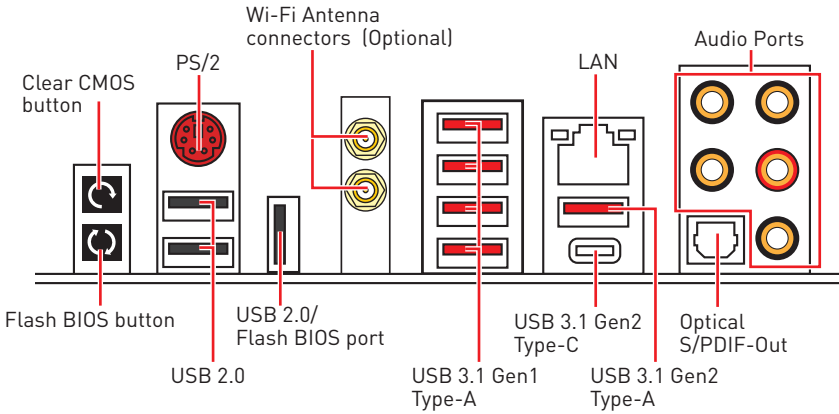 Wi-Fi Antenna
connectors (Optional)
PS/2
LAN
Audio Ports
Clear CMOS
button
Flash BIOS button
USB 2.0/
Flash BIOS port
USB 2.0
USB 3.1 Gen1
Type-A
USB 3.1 Gen2
Type-C
USB 3.1 Gen2
Type-A
Optical
S/PDIF-Out